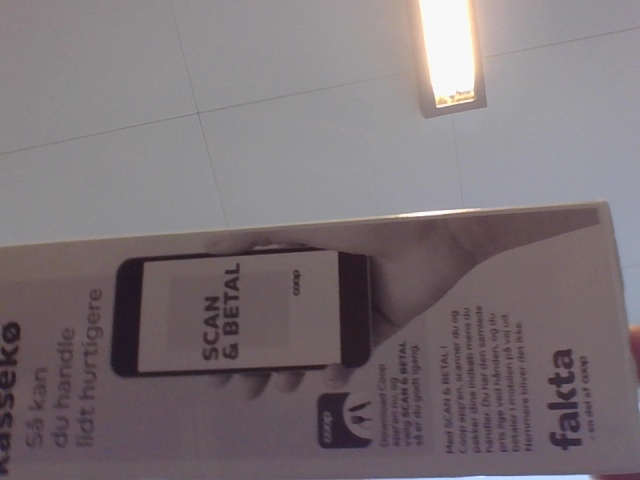 kassekø
Så kan
du handle
lidt hurtigere
SCAN
& BETAL
coop
coop
Download Coop
app'en nu, og
vælg SCAN & BETAL
så er du godt igang.
Med SCAN & BETAL i
Coop app'en, scanner du og
pakker dine indkøb mens du
handler. Du har den samlede
pris lige ved hånden, og du
betaler i mobilen på vej ud.
Nemmere bliver det ikke.
fakta
- en del af coop